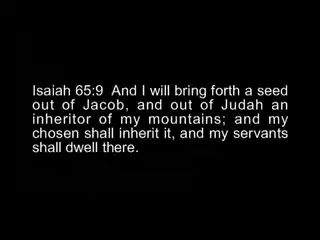 Isaiah 65:9  And I will bring forth a seed
out of Jacob, and out of Judah an
inheritor of my mountains; and my
chosen shall inherit it, and my servants
shall dwell there.